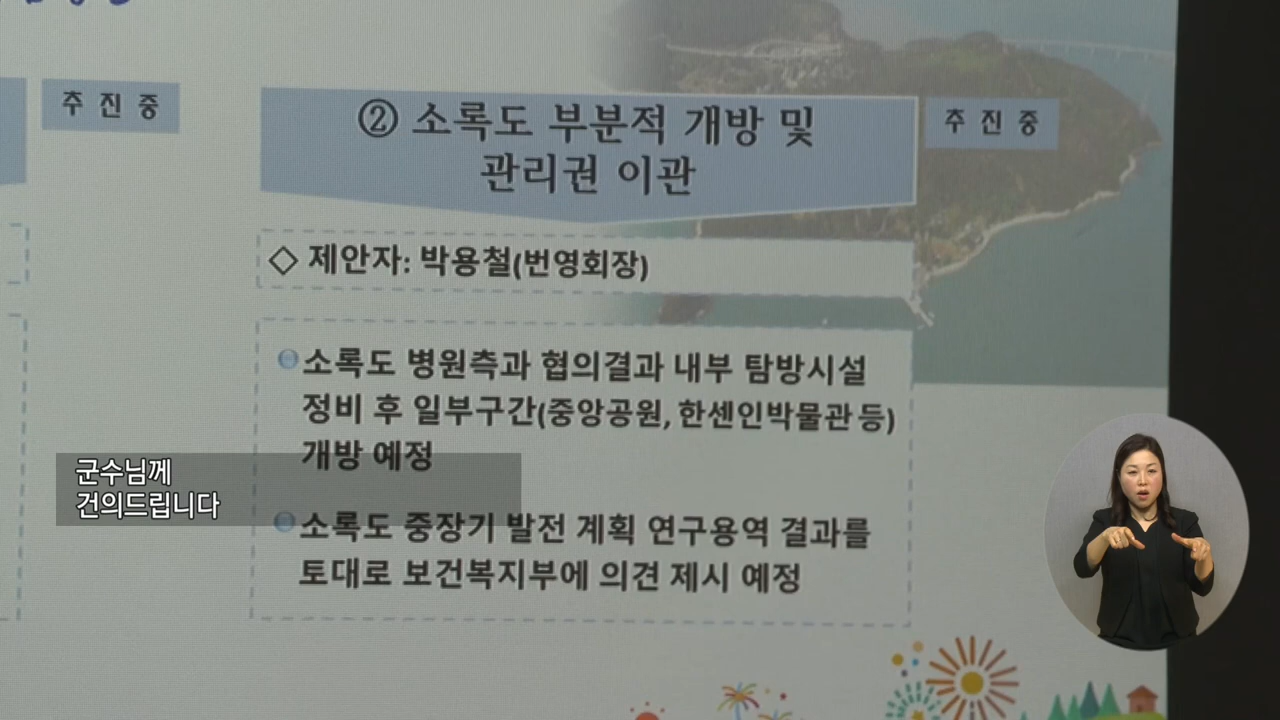 추 진 중
② 소록도 부분적 개방 및
관리권 이관
추 진 중
◇ 제안자: 박용철(번영회장)
소록도 병원측과 협의결과 내부 탐방시설
정비 후 일부구간(중앙공원, 한센인박물관 등)
개방 예정
소록도 중장기 발전 계획 연구용역 결과를
토대로 보건복지부에 의견 제시 예정
군수님께
건의드립니다